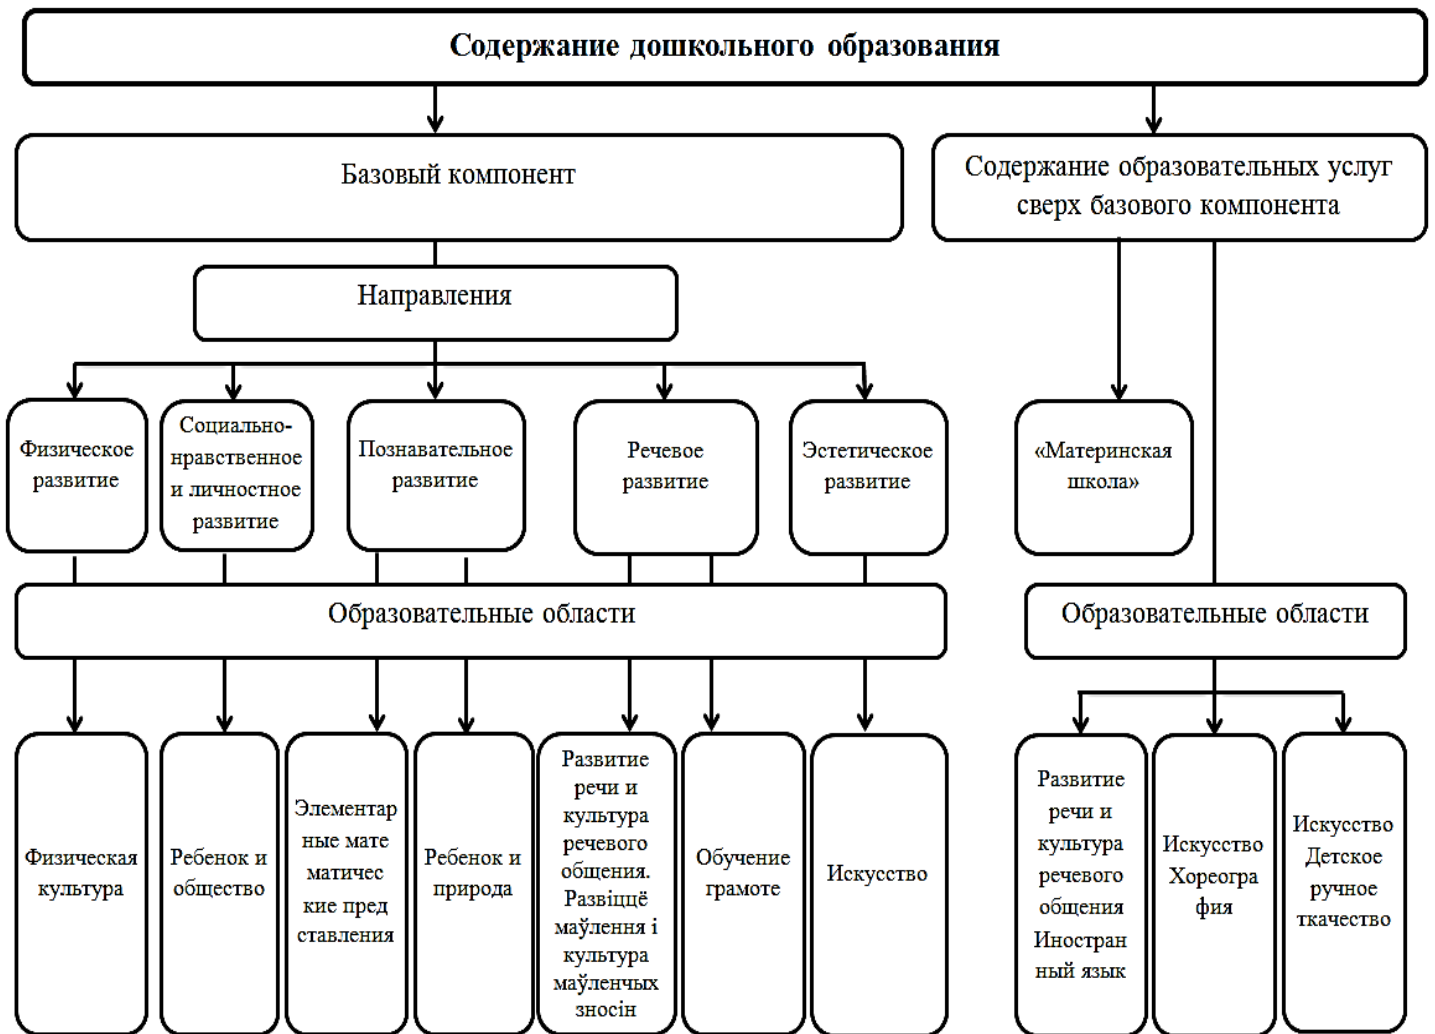 Содержание дошкольного образования
Базовый компонент
Содержание образовательных услуг
сверх базового компонента
Направления
Физическое
развитие
Социально-
нравственное
и личностное
развитие
Познавательное
развитие
Речевое
развитие
Эстетическое
развитие
«Материнская
школа»
Образовательные области
Образовательные области
Физическая
культура
Ребенок и
общество
Элементар
ные мате
матичес
кие пред
ставления
Ребенок и
природа
Развитие
речи и
культура
речевого
общения.
Развіццё
маўлення і
культура
маўленчых
зносін
Обучение
грамоте
Искусство
Развитие
речи и
культура
речевого
общения
Иностран
ный язык
Искусство
Хореогра
фия
Искусство
Детское
ручное
ткачество